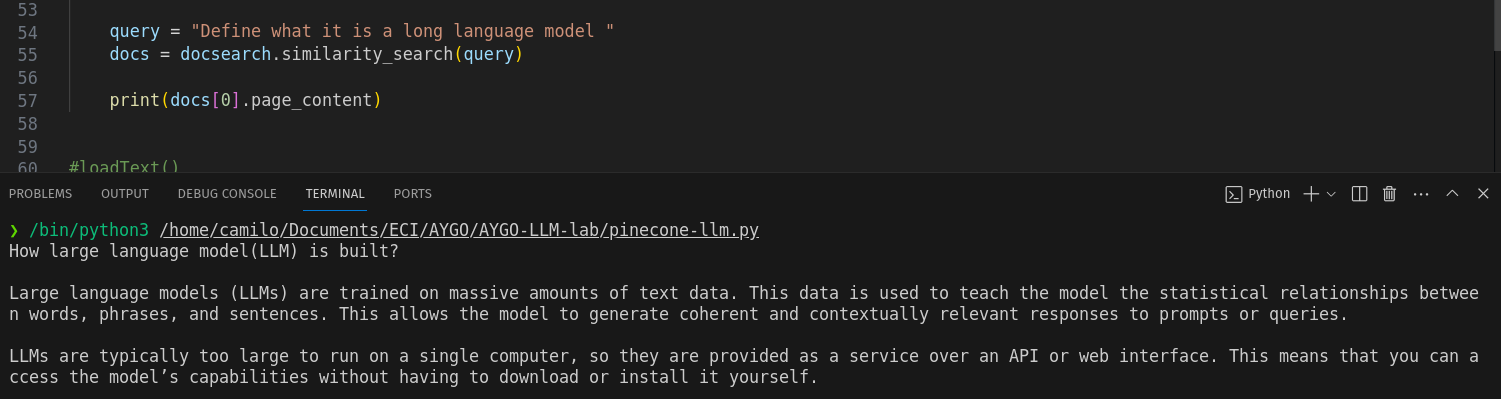 53
54 query = "Define what it is a long language model "
55 docs = docsearch.similarity_search(query)
56
57 print(docs[0].page_content)
58
59
60 #loadText()
PROBLEMS OUTPUT DEBUG CONSOLE TERMINAL PORTS Python
❯ /bin/python3 /home/camilo/Documents/ECI/AYGO/AYGO-LLM-lab/pinecone-llm.py
How large language model(LLM) is built?
Large language models (LLMs) are trained on massive amounts of text data. This data is used to teach the model the statistical relationships betwee
n words, phrases, and sentences. This allows the model to generate coherent and contextually relevant responses to prompts or queries.
LLMs are typically too large to run on a single computer, so they are provided as a service over an API or web interface. This means that you can a
ccess the model’s capabilities without having to download or install it yourself.